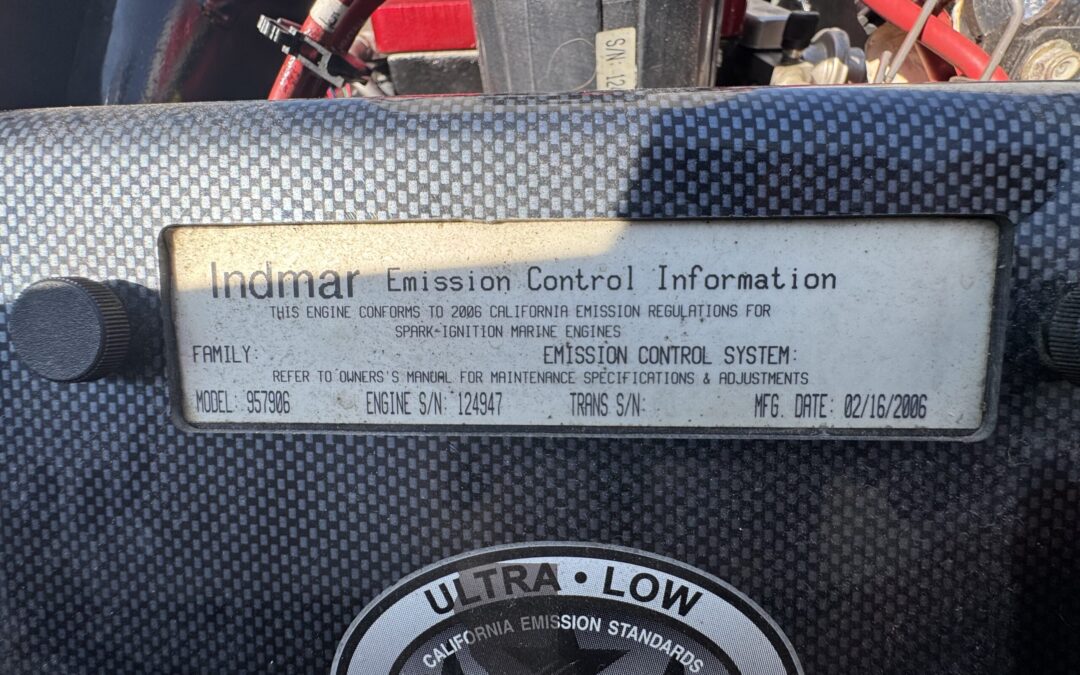 S/N: 12
Indmar Emission Control Information
THIS ENGINE CONFORMS TO 2006 CALIFORNIA EMISSION REGULATIONS FOR
SPARK-IGNITION MARINE ENGINES
FAMILY: EMISSION CONTROL SYSTEM:
REFER TO OWNERS'S MANUAL FOR MAINTENANCE SPECIFICATIONS & ADJUSTMENTS
MODEL: 957906 ENGINE S/N: 124947 TRANS S/N: MFG. DATE: 02/16/2006
ULTRA • LOW
CALIFORNIA EMISSION STANDARDS